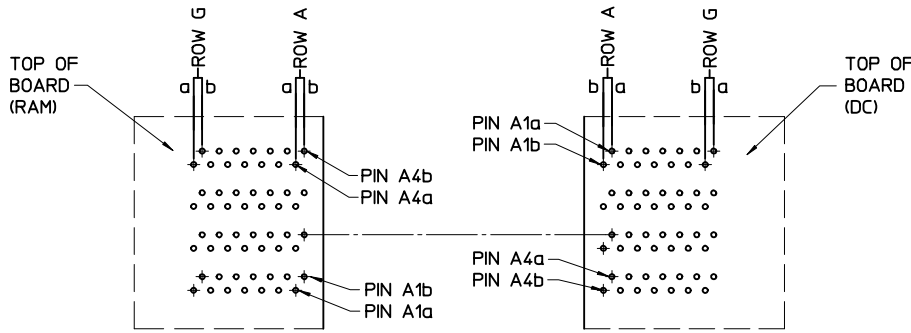 ROW G
ROW A
a b
a b
TOP OF
BOARD
(RAM)
PIN A4b
PIN A4a
PIN A1b
PIN A1a
ROW A
ROW G
b a
b a
TOP OF
BOARD
(DC)
PIN A1a
PIN A1b
PIN A4a
PIN A4b